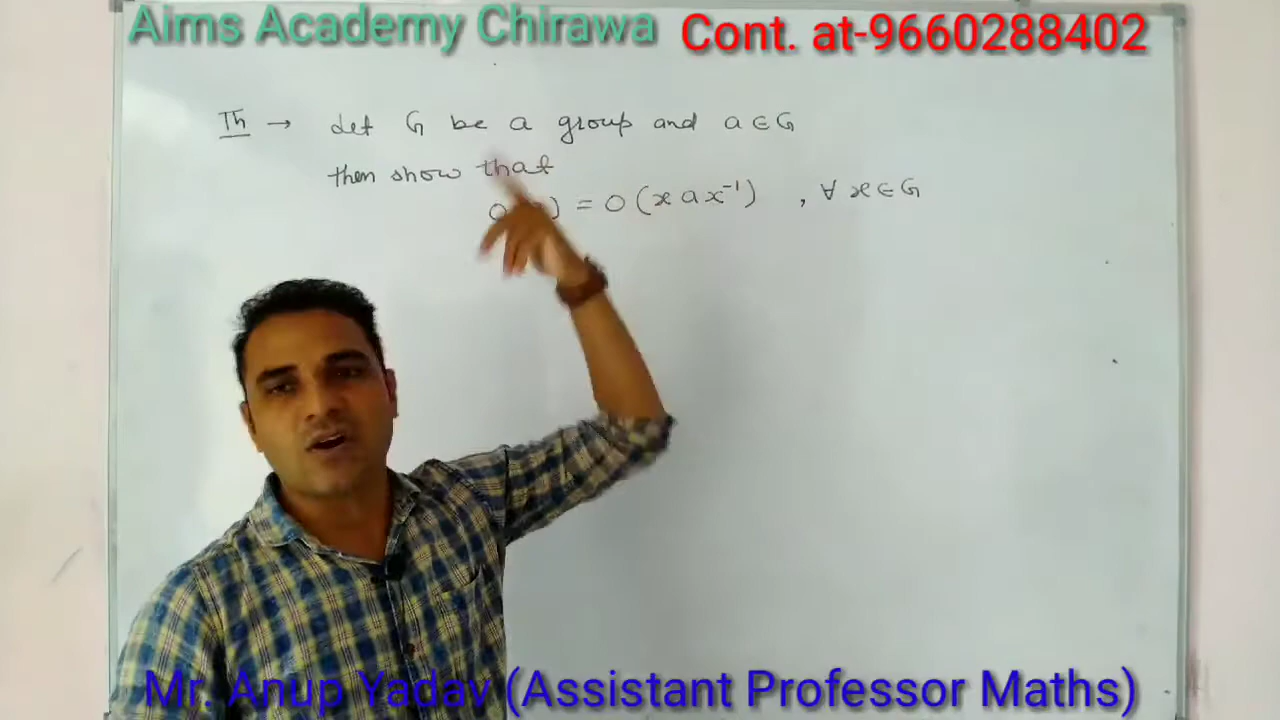 Aims Academy Chirawa Cont. at-9660288402
Th → Let G be a group and a ∈ G
then show that
O( ) = O(x a x⁻¹) , ∀ x ∈ G
Mr. Anup Yadav (Assistant Professor Maths)